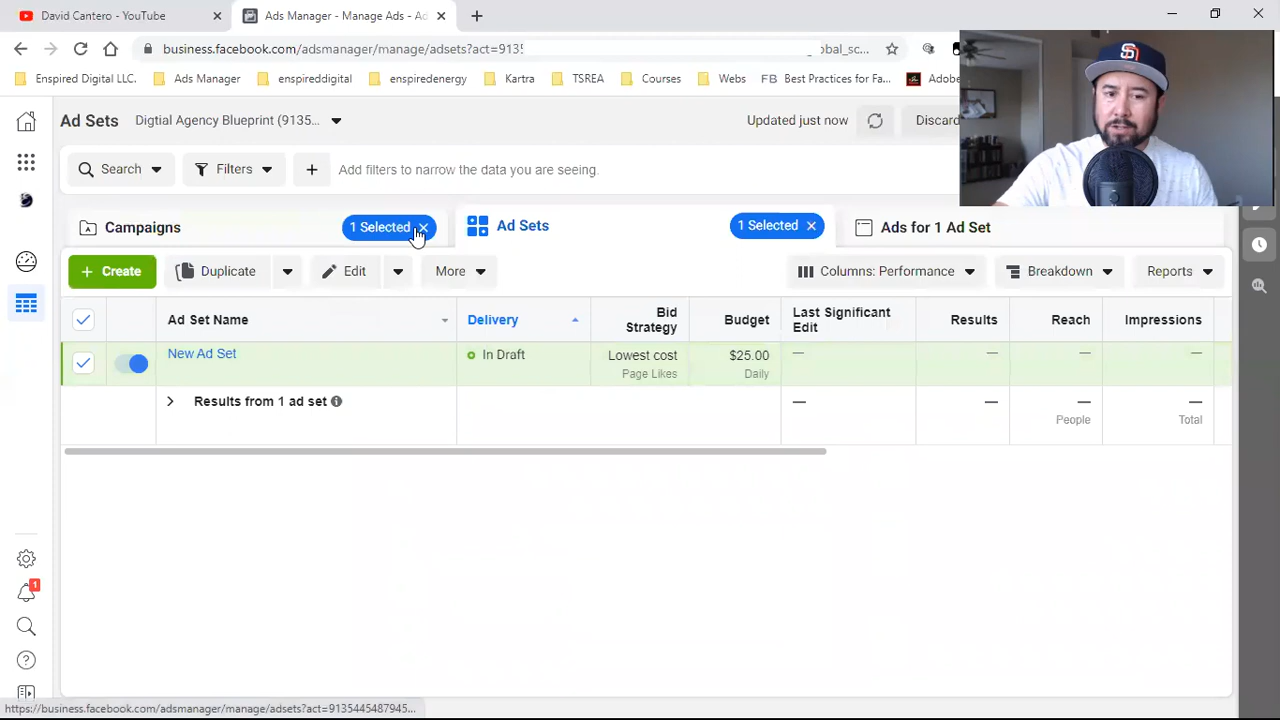 David Cantero - YouTube
Ads Manager - Manage Ads - Ad
business.facebook.com/adsmanager/manage/adsets?act=9135
obal_sc...
Enspired Digital LLC.
Ads Manager
enspireddigital
enspiredenergy
Kartra
TSREA
Courses
Webs
FB Best Practices for Fa...
Adobe
Ad Sets
Digtial Agency Blueprint (9135...
Updated just now
Discard
Search
Filters
Add filters to narrow the data you are seeing.
Campaigns
1 Selected
Ad Sets
1 Selected
Ads for 1 Ad Set
+ Create
Duplicate
Edit
More
Columns: Performance
Breakdown
Reports
Ad Set Name
Delivery
Bid
Strategy
Budget
Last Significant
Edit
Results
Reach
Impressions
New Ad Set
In Draft
Lowest cost
Page Likes
$25.00
Daily
—
—
—
—
Results from 1 ad set
—
—
—
People
—
Total
1
https://business.facebook.com/adsmanager/manage/adsets?act=9135445487945...